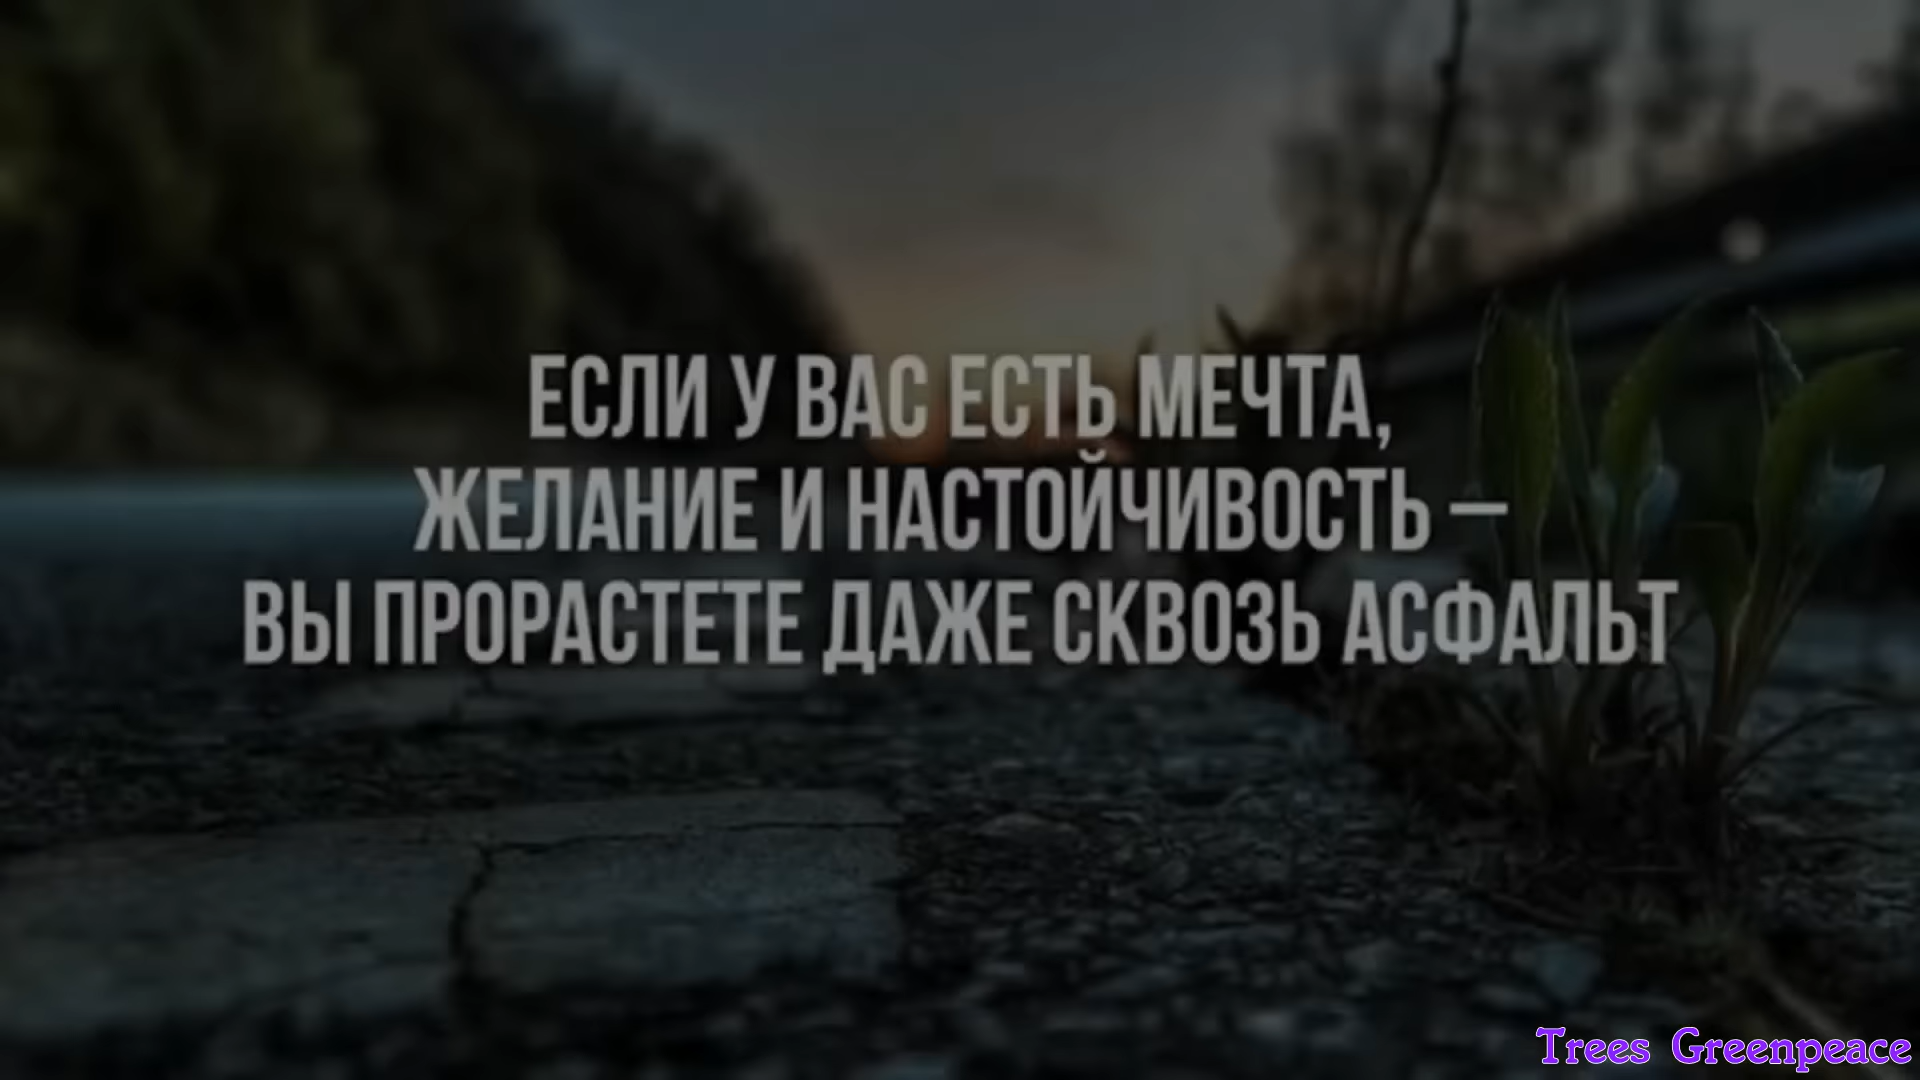 ЕСЛИ У ВАС ЕСТЬ МЕЧТА,
ЖЕЛАНИЕ И НАСТОЙЧИВОСТЬ –
ВЫ ПРОРАСТЕТЕ ДАЖЕ СКВОЗЬ АСФАЛЬТ
Trees Greenpeace